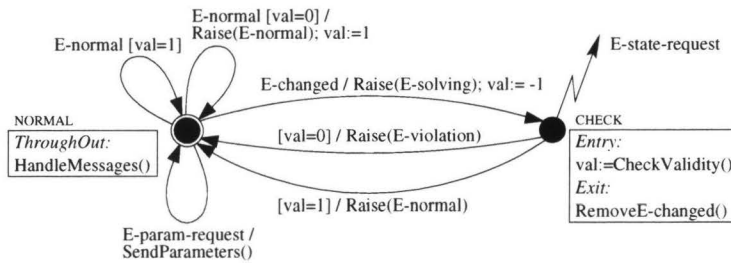 E-normal [val=0] /
Raise(E-normal); val:=1
E-normal [val=1]
E-state-request
E-changed / Raise(E-solving); val:= -1
NORMAL
ThroughOut:
HandleMessages()
[val=0] / Raise(E-violation)
CHECK
Entry:
val:=CheckValidity()
Exit:
RemoveE-changed()
[val=1] / Raise(E-normal)
E-param-request /
SendParameters()